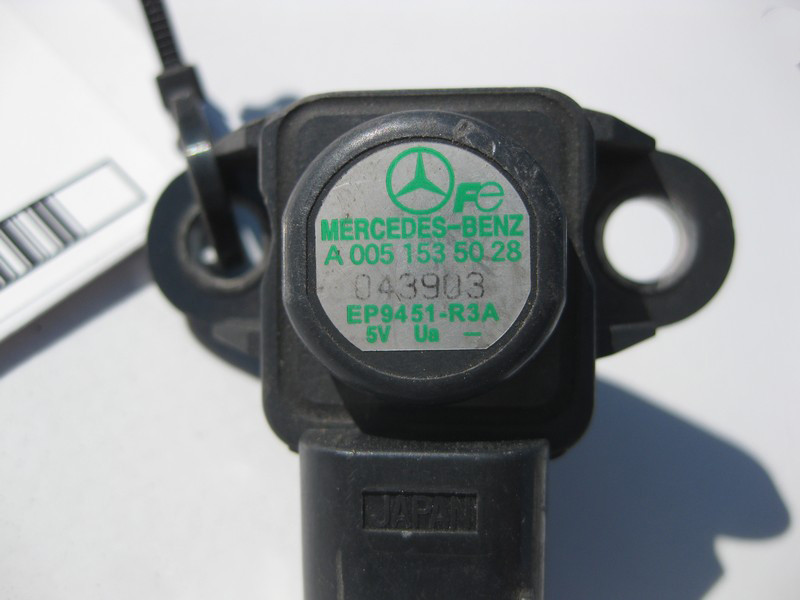 Fe
MERCEDES-BENZ
A 005 153 50 28
043903
EP9451-R3A
5V Ua —
JAPAN